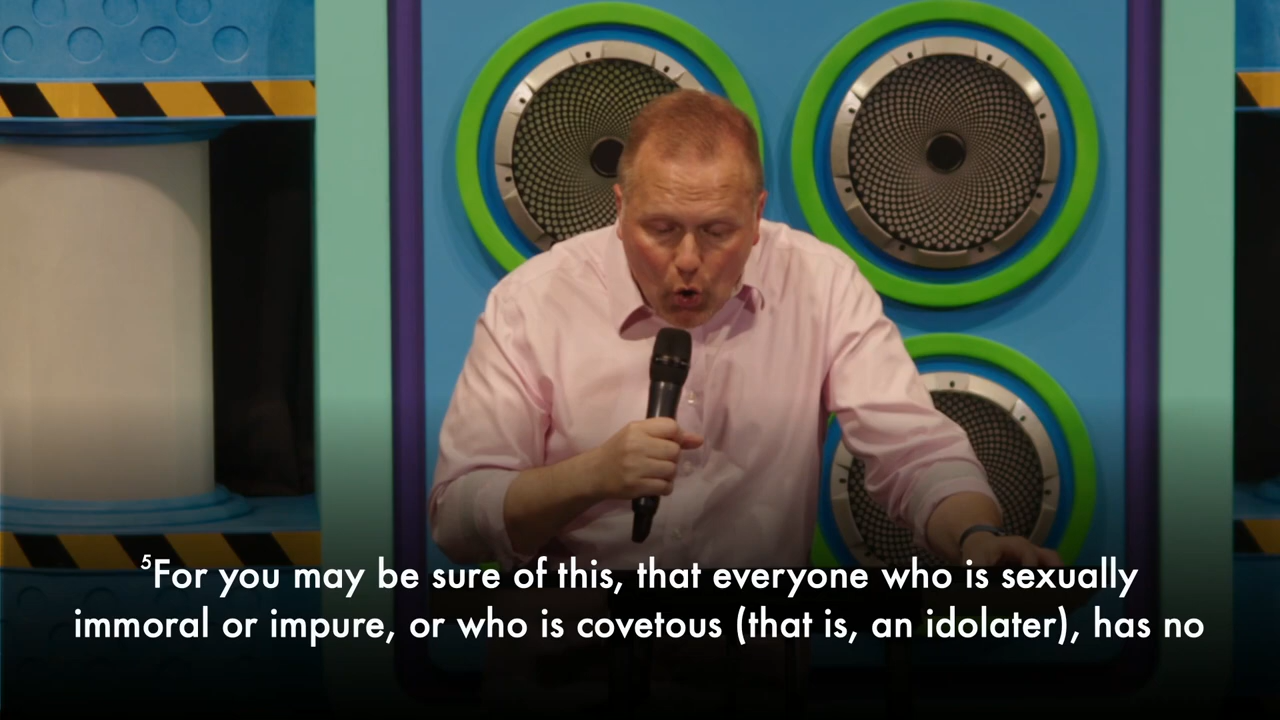 ⁵For you may be sure of this, that everyone who is sexually
immoral or impure, or who is covetous (that is, an idolater), has no